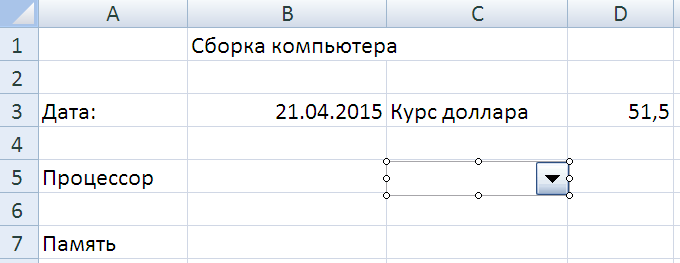 A B C D
1 Сборка компьютера
2
3 Дата: 21.04.2015 Курс доллара 51,5
4
5 Процессор
6
7 Память